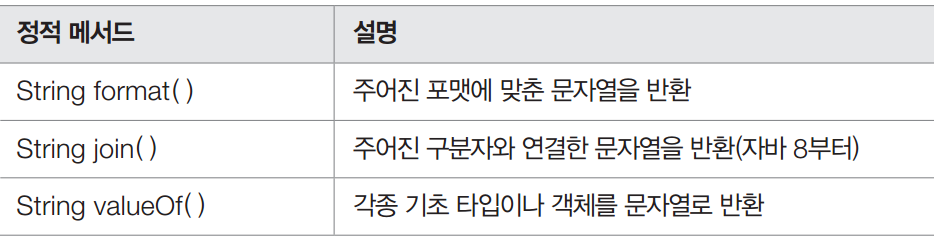 정적 메서드 설명
String format( ) 주어진 포맷에 맞춘 문자열을 반환
String join( ) 주어진 구분자와 연결한 문자열을 반환(자바 8부터)
String valueOf( ) 각종 기초 타입이나 객체를 문자열로 반환